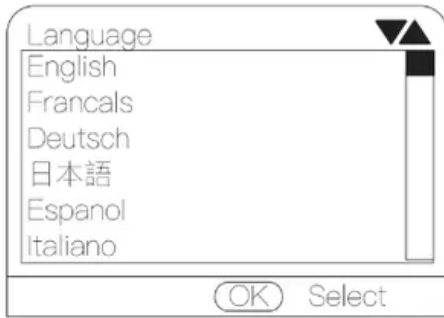 Language
English
Francals
Deutsch
日本語
Espanol
Italiano
OK Select